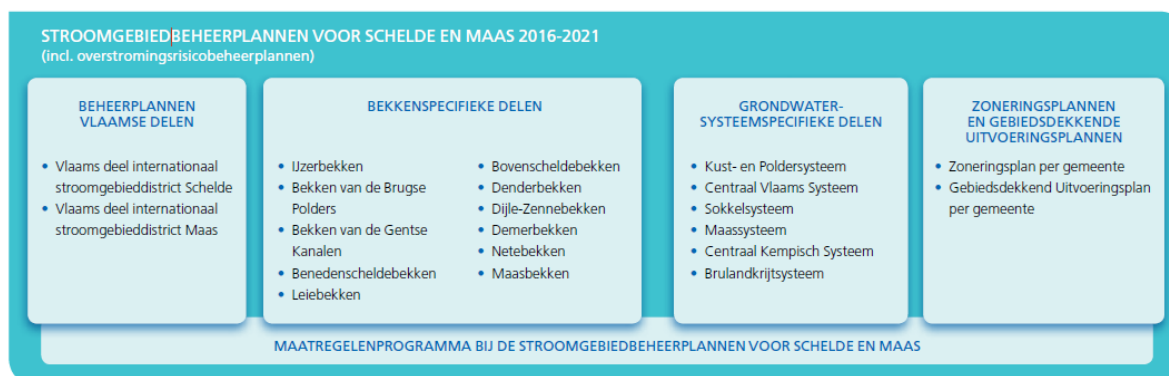 STROOMGEBIEDBEHEERPLANNEN VOOR SCHELDE EN MAAS 2016-2021
(incl. overstromingsrisicobeheerplannen)
BEHEERPLANNEN
VLAAMSE DELEN
• Vlaams deel internationaal
stroomgebieddistrict Schelde
• Vlaams deel internationaal
stroomgebieddistrict Maas
BEKKENSPECIFIEKE DELEN
• IJzerbekken
• Bekken van de Brugse
Polders
• Bekken van de Gentse
Kanalen
• Benedenscheldebekken
• Leiebekken
• Bovenscheldebekken
• Denderbekken
• Dijle-Zennebekken
• Demerbekken
• Netebekken
• Maasbekken
GRONDWATER-
SYSTEEMSPECIFIEKE DELEN
• Kust- en Poldersysteem
• Centraal Vlaams Systeem
• Sokkelsysteem
• Maassysteem
• Centraal Kempisch Systeem
• Brulandkrijtsysteem
ZONERINGSPLANNEN
EN GEBIEDSDEKKENDE
UITVOERINGSPLANNEN
• Zoneringsplan per gemeente
• Gebiedsdekkend Uitvoeringsplan
per gemeente
MAATREGELENPROGRAMMA BIJ DE STROOMGEBIEDBEHEERPLANNEN VOOR SCHELDE EN MAAS